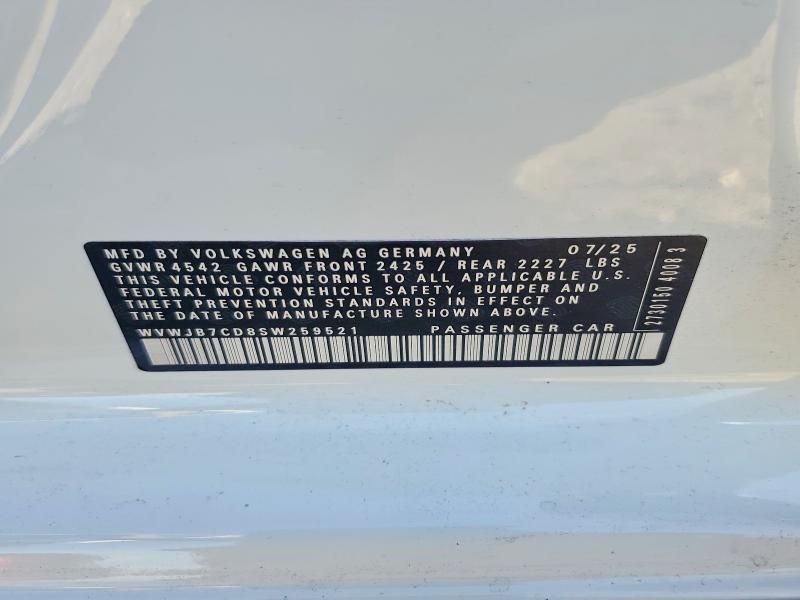 MFD BY VOLKSWAGEN AG GERMANY 07/25
GVWR 4542 GAWR FRONT 2425 / REAR 2227 LBS
THIS VEHICLE CONFORMS TO ALL APPLICABLE U.S.
FEDERAL MOTOR VEHICLE SAFETY, BUMPER AND
THEFT PREVENTION STANDARDS IN EFFECT ON
THE DATE OF MANUFACTURE SHOWN ABOVE.
WVWJB7CD8SW259521 PASSENGER CAR
2730150 4008 3